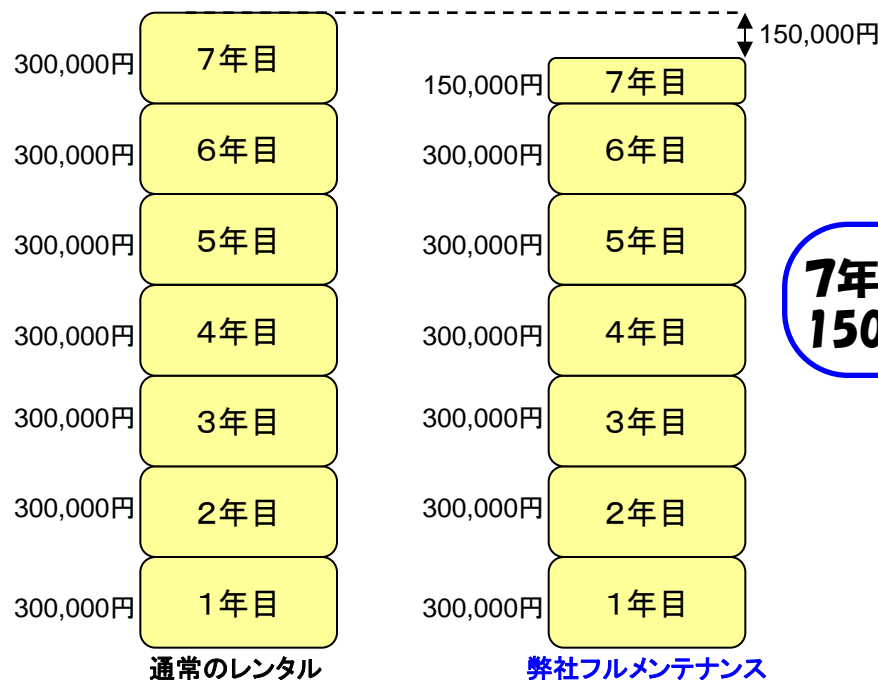 150,000円
300,000円 7年目
150,000円 7年目
300,000円 6年目
300,000円 6年目
300,000円 5年目
300,000円 5年目
7年
150
300,000円 4年目
300,000円 4年目
300,000円 3年目
300,000円 3年目
300,000円 2年目
300,000円 2年目
300,000円 1年目
300,000円 1年目
通常のレンタル
弊社フルメンテナンス